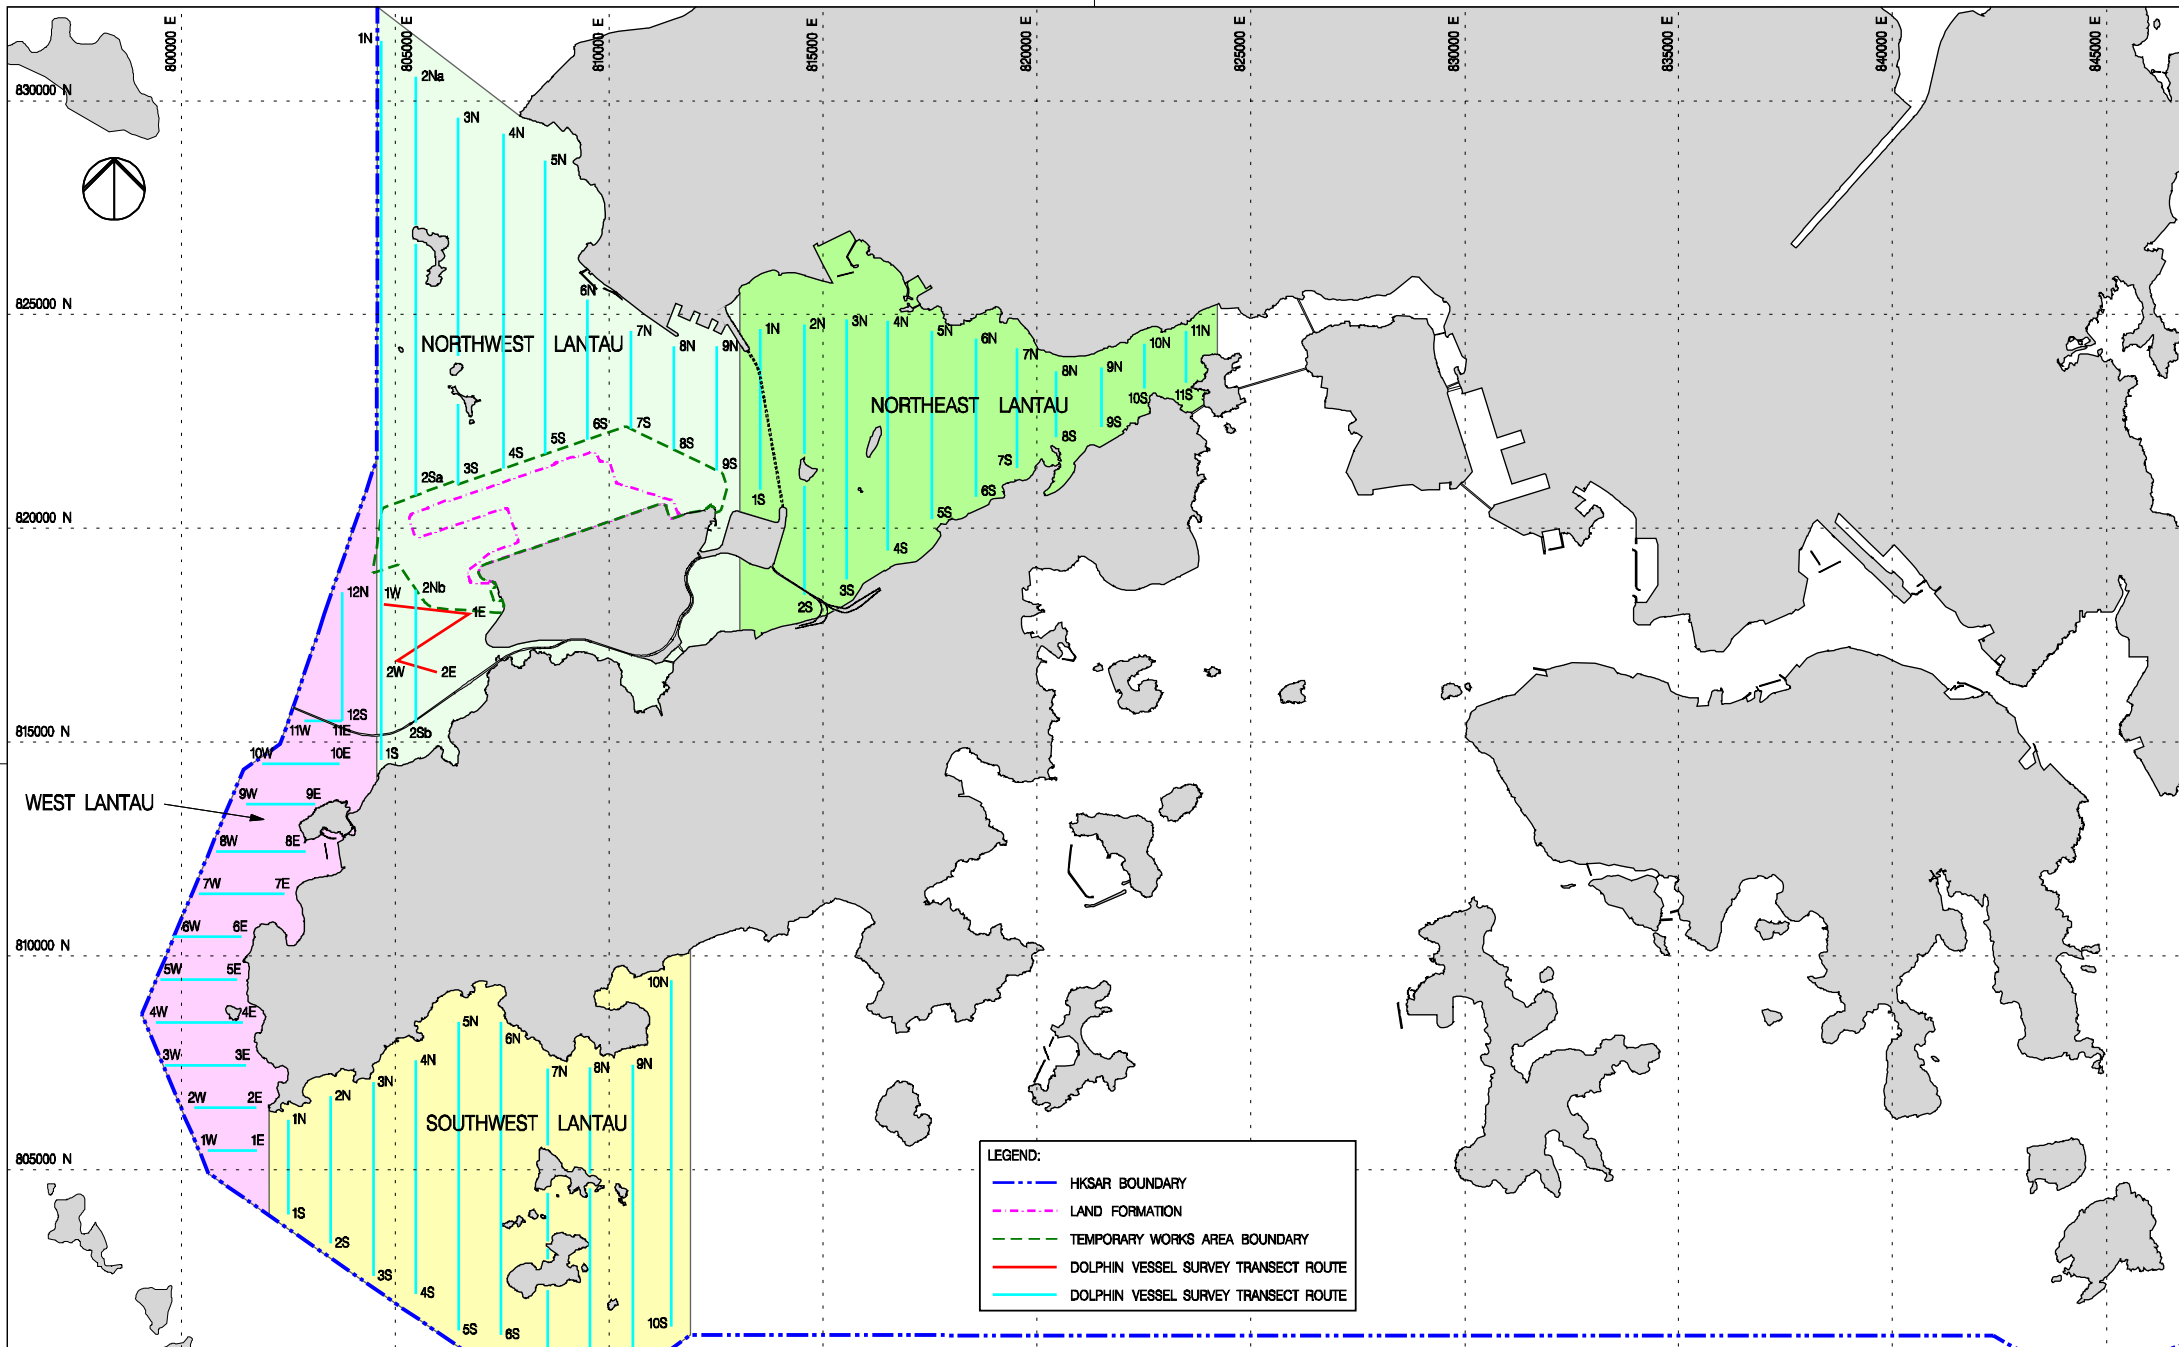 800000 E
805000 E
810000 E
815000 E
820000 E
825000 E
830000 E
835000 E
840000 E
845000 E
830000 N
825000 N
820000 N
815000 N
810000 N
805000 N
NORTHWEST LANTAU
1N
2Na
3N
4N
5N
6N
7N
8N
9N
2Sa
3S
4S
5S
6S
7S
8S
9S
1W
2Nb
1E
2W
2E
2Sb
1S
NORTHEAST LANTAU
1N
2N
3N
4N
5N
6N
7N
8N
9N
10N
11N
1S
2S
3S
4S
5S
6S
7S
8S
9S
10S
11S
WEST LANTAU
12N
12S
11W
11E
10W
10E
9W
9E
8W
8E
7W
7E
6W
6E
5W
5E
4W
4E
3W
3E
2W
2E
1W
1E
SOUTHWEST LANTAU
1N
2N
3N
4N
5N
6N
7N
8N
9N
10N
1S
2S
3S
4S
5S
6S
10S
LEGEND:
HKSAR BOUNDARY
LAND FORMATION
TEMPORARY WORKS AREA BOUNDARY
DOLPHIN VESSEL SURVEY TRANSECT ROUTE
DOLPHIN VESSEL SURVEY TRANSECT ROUTE